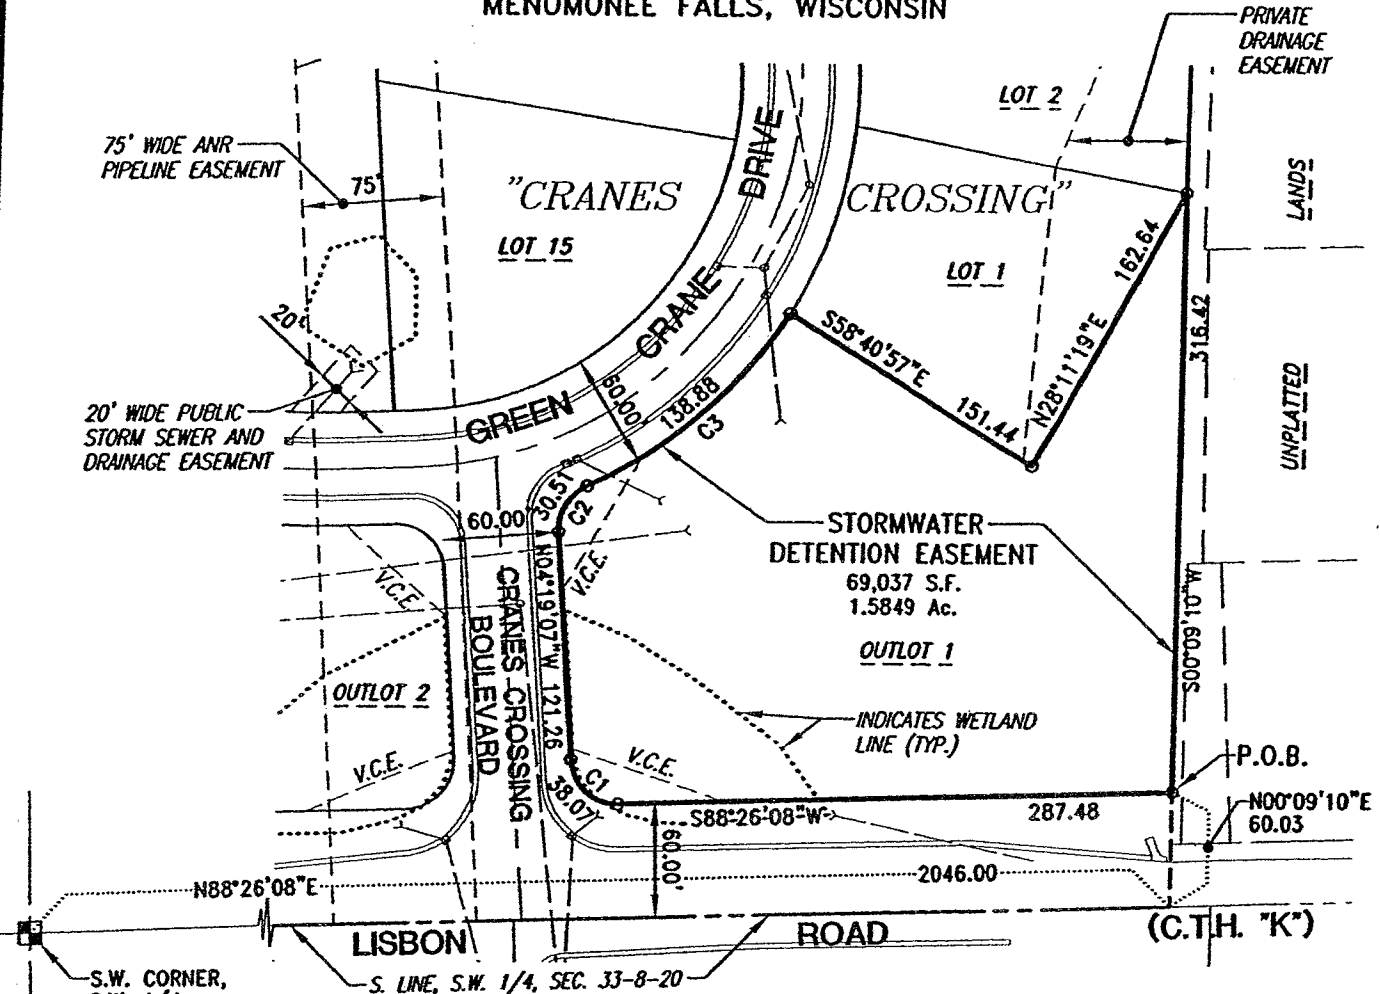 MENOMONEE FALLS, WISCONSIN
PRIVATE
DRAINAGE
EASEMENT
LOT 2
75' WIDE ANR
PIPELINE EASEMENT
75'
"CRANES
CROSSING"
LOT 15
LOT 1
LANDS
UNPLATTED
GREEN
CRANE
DRIVE
162.64
N28°11'19"E
316.42
S00°09'10"W
S58°40'57"E
151.44
20'
20' WIDE PUBLIC
STORM SEWER AND
DRAINAGE EASEMENT
60.00'
138.88
C3
30.51
C2
60.00
STORMWATER
DETENTION EASEMENT
69,037 S.F.
1.5849 Ac.
OUTLOT 1
V.C.E.
V.C.E.
N04°19'07"W 121.26
CRANES CROSSING
BOULEVARD
OUTLOT 2
INDICATES WETLAND
LINE (TYP.)
V.C.E.
V.C.E.
C1
38.07
P.O.B.
S88°26'08"W
287.48
N00°09'10"E
60.03
60.00'
N88°26'08"E
2046.00
LISBON
ROAD
(C.T.H. "K")
S.W. CORNER,
S. LINE, S.W. 1/4, SEC. 33-8-20